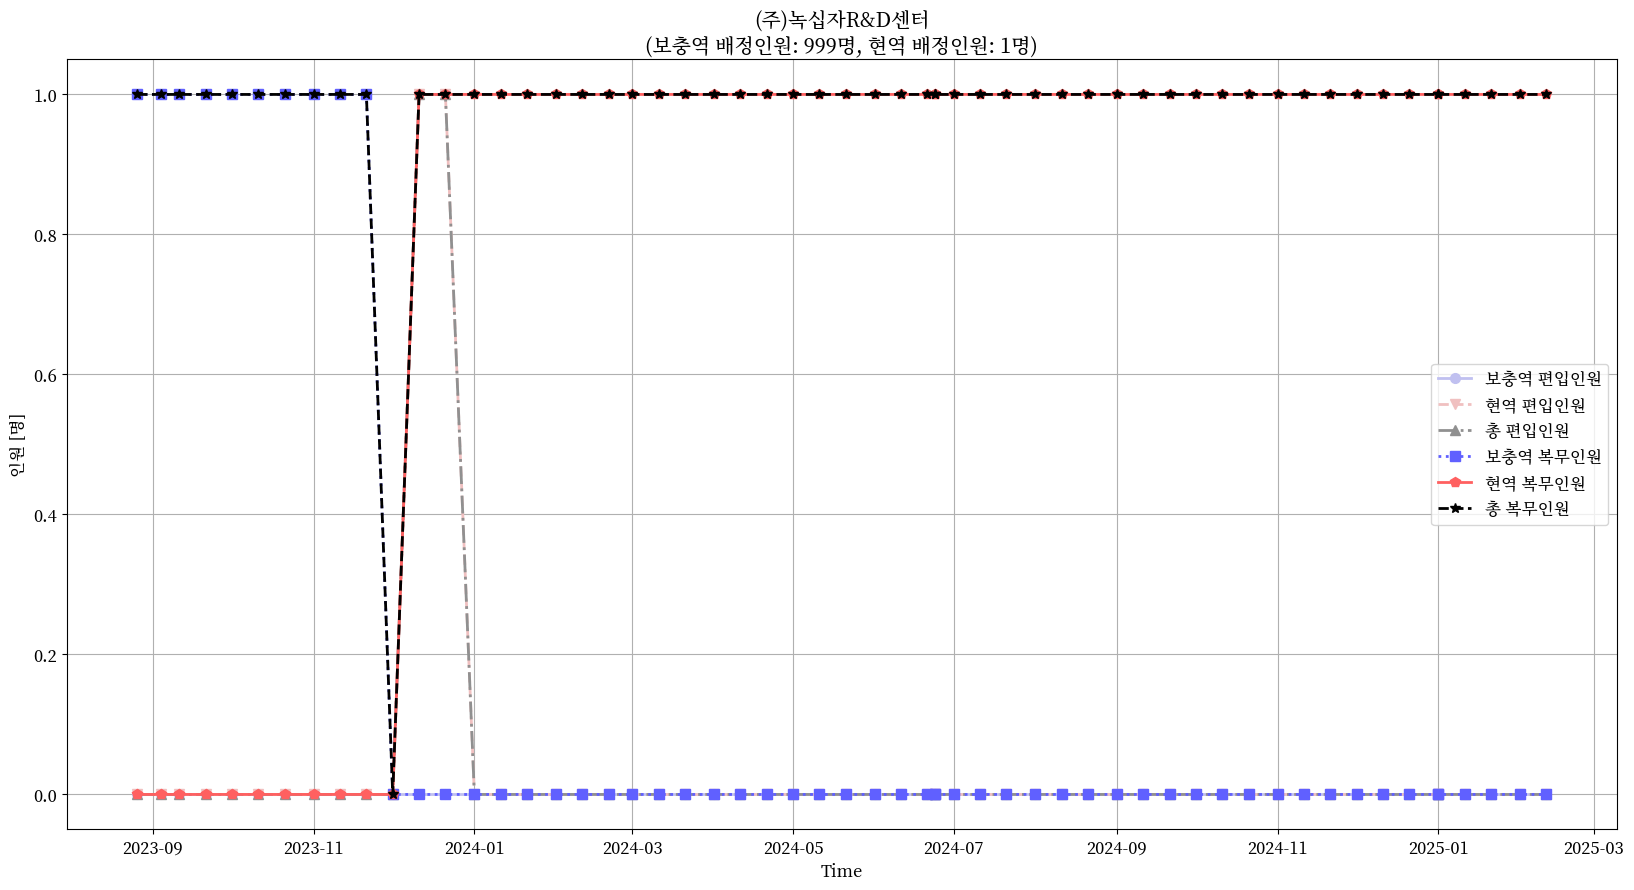 (주)녹십자R&D센터
(보충역 배정인원: 999명, 현역 배정인원: 1명)
1.0
0.8
0.6
0.4
0.2
0.0
인원 [명]
보충역 편입인원
현역 편입인원
총 편입인원
보충역 복무인원
현역 복무인원
총 복무인원
2023-09
2023-11
2024-01
2024-03
2024-05
2024-07
2024-09
2024-11
2025-01
2025-03
Time